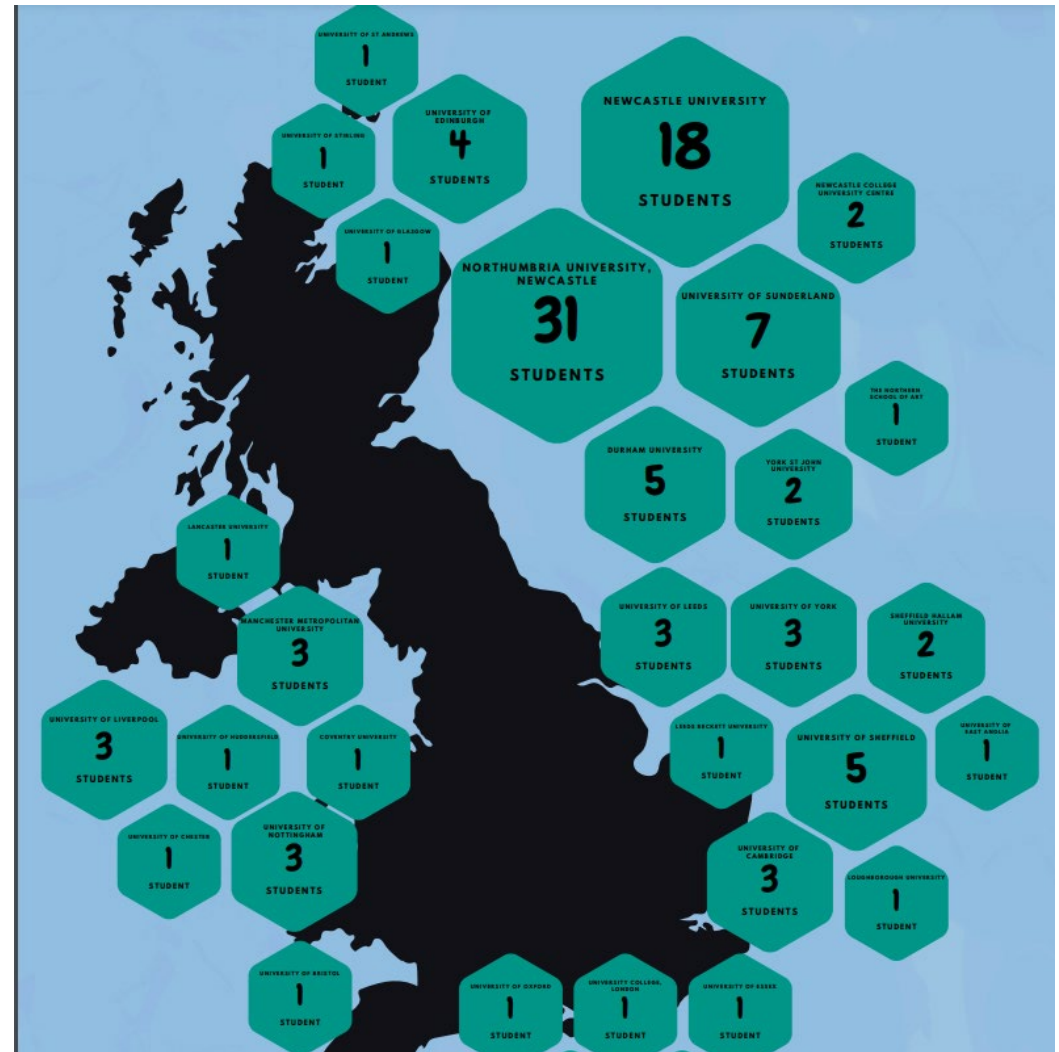 UNIVERSITY OF ST ANDREWS
1
STUDENT
UNIVERSITY OF
EDINBURGH
4
STUDENTS
UNIVERSITY OF STIRLING
1
STUDENT
UNIVERSITY OF GLASGOW
1
STUDENT
NEWCASTLE UNIVERSITY
18
STUDENTS
NEWCASTLE COLLEGE
UNIVERSITY CENTRE
2
STUDENTS
NORTHUMBRIA UNIVERSITY,
NEWCASTLE
31
STUDENTS
UNIVERSITY OF SUNDERLAND
7
STUDENTS
THE NORTHERN
SCHOOL OF ART
1
STUDENT
DURHAM UNIVERSITY
5
STUDENTS
YORK ST JOHN
UNIVERSITY
2
STUDENTS
LANCASTER UNIVERSITY
1
STUDENT
MANCHESTER METROPOLITAN
UNIVERSITY
3
STUDENTS
UNIVERSITY OF LEEDS
3
STUDENTS
UNIVERSITY OF YORK
3
STUDENTS
SHEFFIELD HALLAM
UNIVERSITY
2
STUDENTS
UNIVERSITY OF LIVERPOOL
3
STUDENTS
UNIVERSITY OF HUDDERSFIELD
1
STUDENT
COVENTRY UNIVERSITY
1
STUDENT
LEEDS BECKETT UNIVERSITY
1
STUDENT
UNIVERSITY OF SHEFFIELD
5
STUDENTS
UNIVERSITY OF
EAST ANGLIA
1
STUDENT
UNIVERSITY OF CHESTER
1
STUDENT
UNIVERSITY OF
NOTTINGHAM
3
STUDENTS
UNIVERSITY OF
CAMBRIDGE
3
STUDENTS
LOUGHBOROUGH UNIVERSITY
1
STUDENT
UNIVERSITY OF BRISTOL
1
STUDENT
UNIVERSITY OF OXFORD
1
STUDENT
UNIVERSITY COLLEGE,
LONDON
1
STUDENT
UNIVERSITY OF ESSEX
1
STUDENT